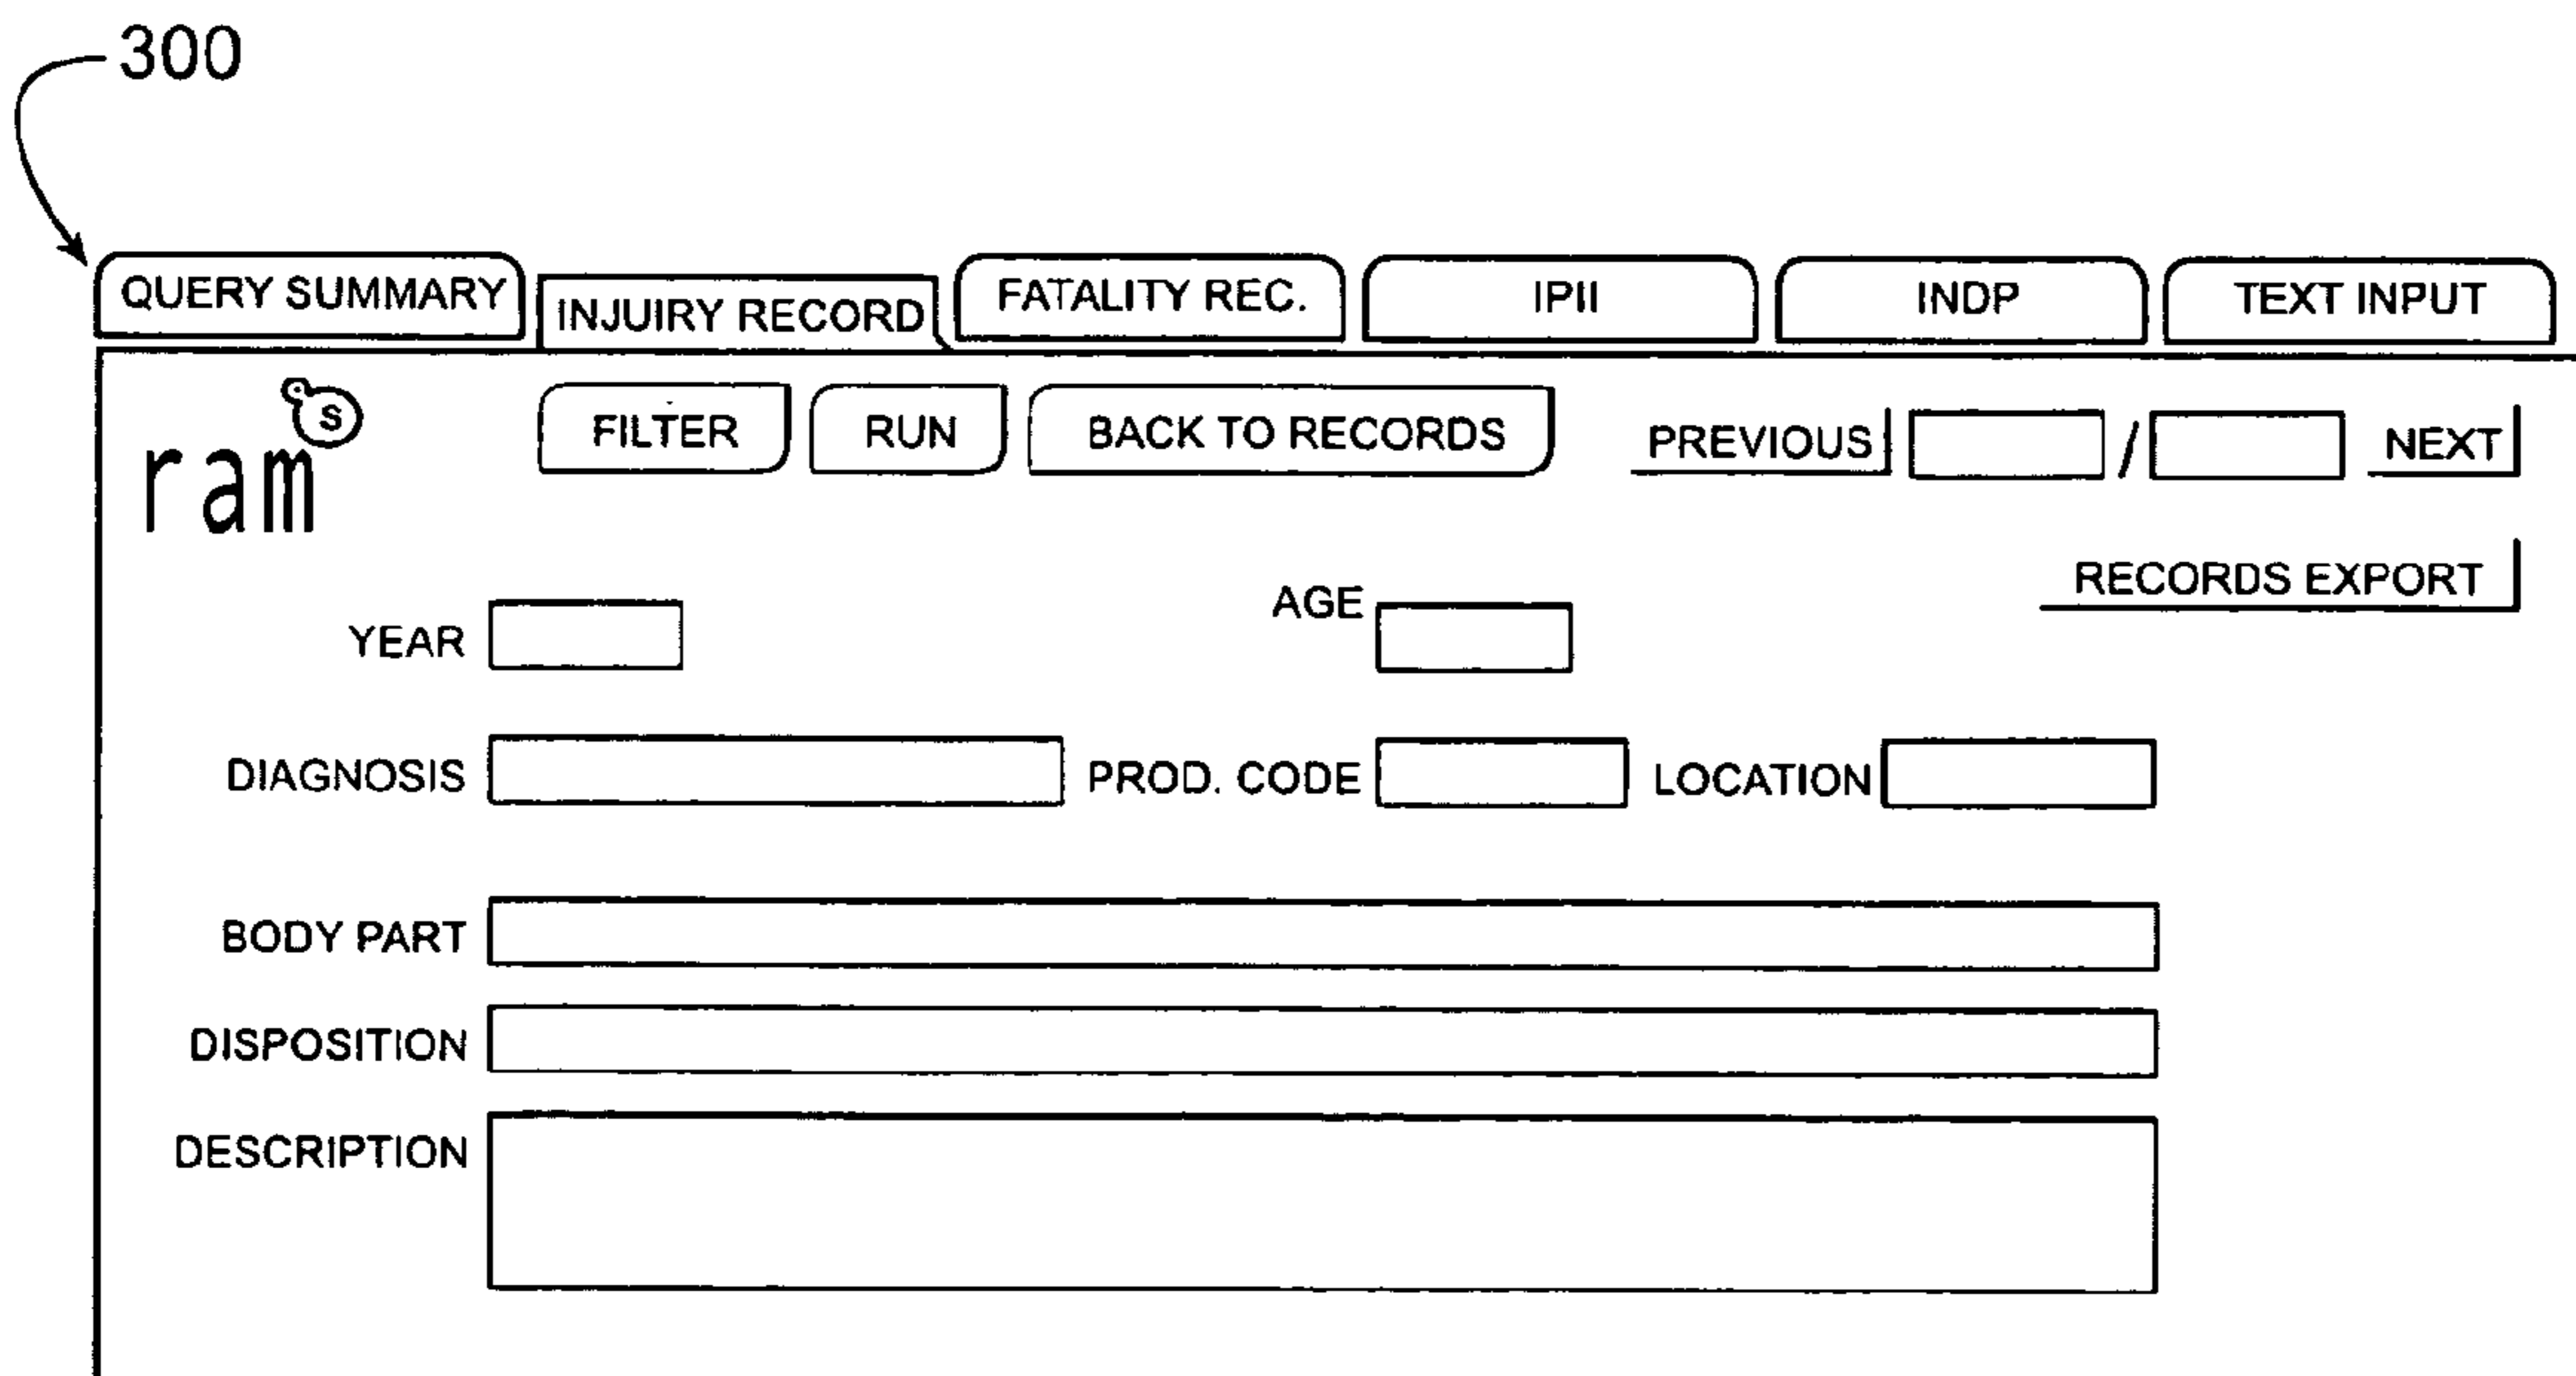 300
QUERY SUMMARY INJUIRY RECORD FATALITY REC. IPII INDP TEXT INPUT
ram S FILTER RUN BACK TO RECORDS PREVIOUS / NEXT
RECORDS EXPORT
YEAR AGE
DIAGNOSIS PROD. CODE LOCATION
BODY PART
DISPOSITION
DESCRIPTION